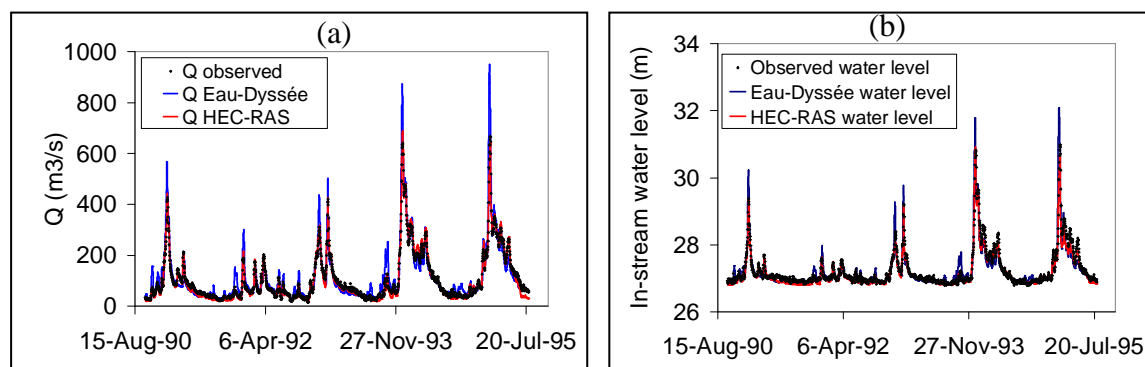 (a)
1000
800
600
400
200
0
Q (m3/s)
Q observed
Q Eau-Dyssée
Q HEC-RAS
15-Aug-90 6-Apr-92 27-Nov-93 20-Jul-95
(b)
34
32
30
28
26
In-stream water level (m)
Observed water level
Eau-Dyssée water level
HEC-RAS water level
15-Aug-90 6-Apr-92 27-Nov-93 20-Jul-95